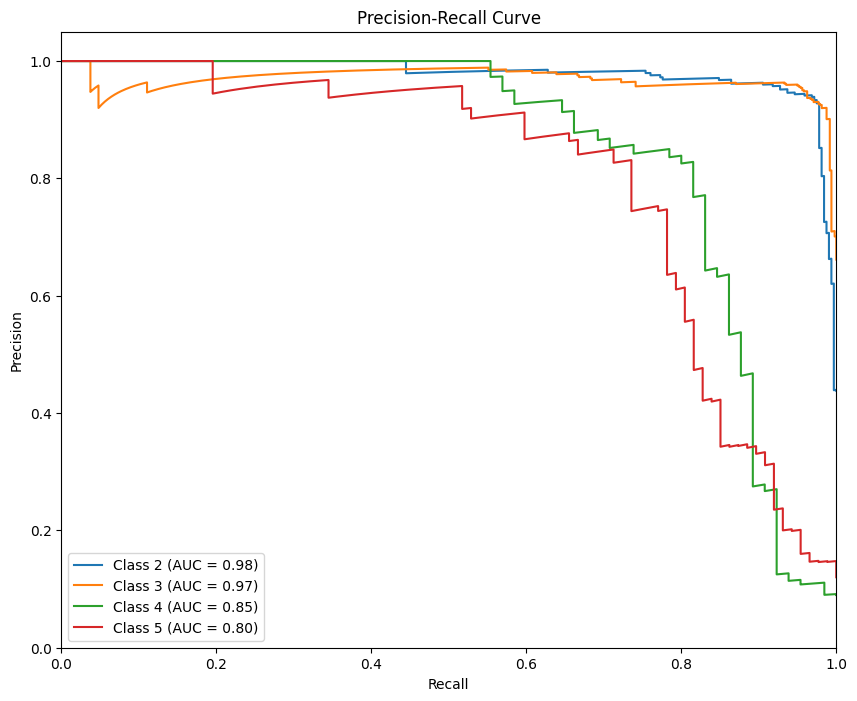 Precision-Recall Curve
1.0
0.8
0.6
0.4
0.2
0.0
Precision
Class 2 (AUC = 0.98)
Class 3 (AUC = 0.97)
Class 4 (AUC = 0.85)
Class 5 (AUC = 0.80)
0.0 0.2 0.4 0.6 0.8 1.0
Recall